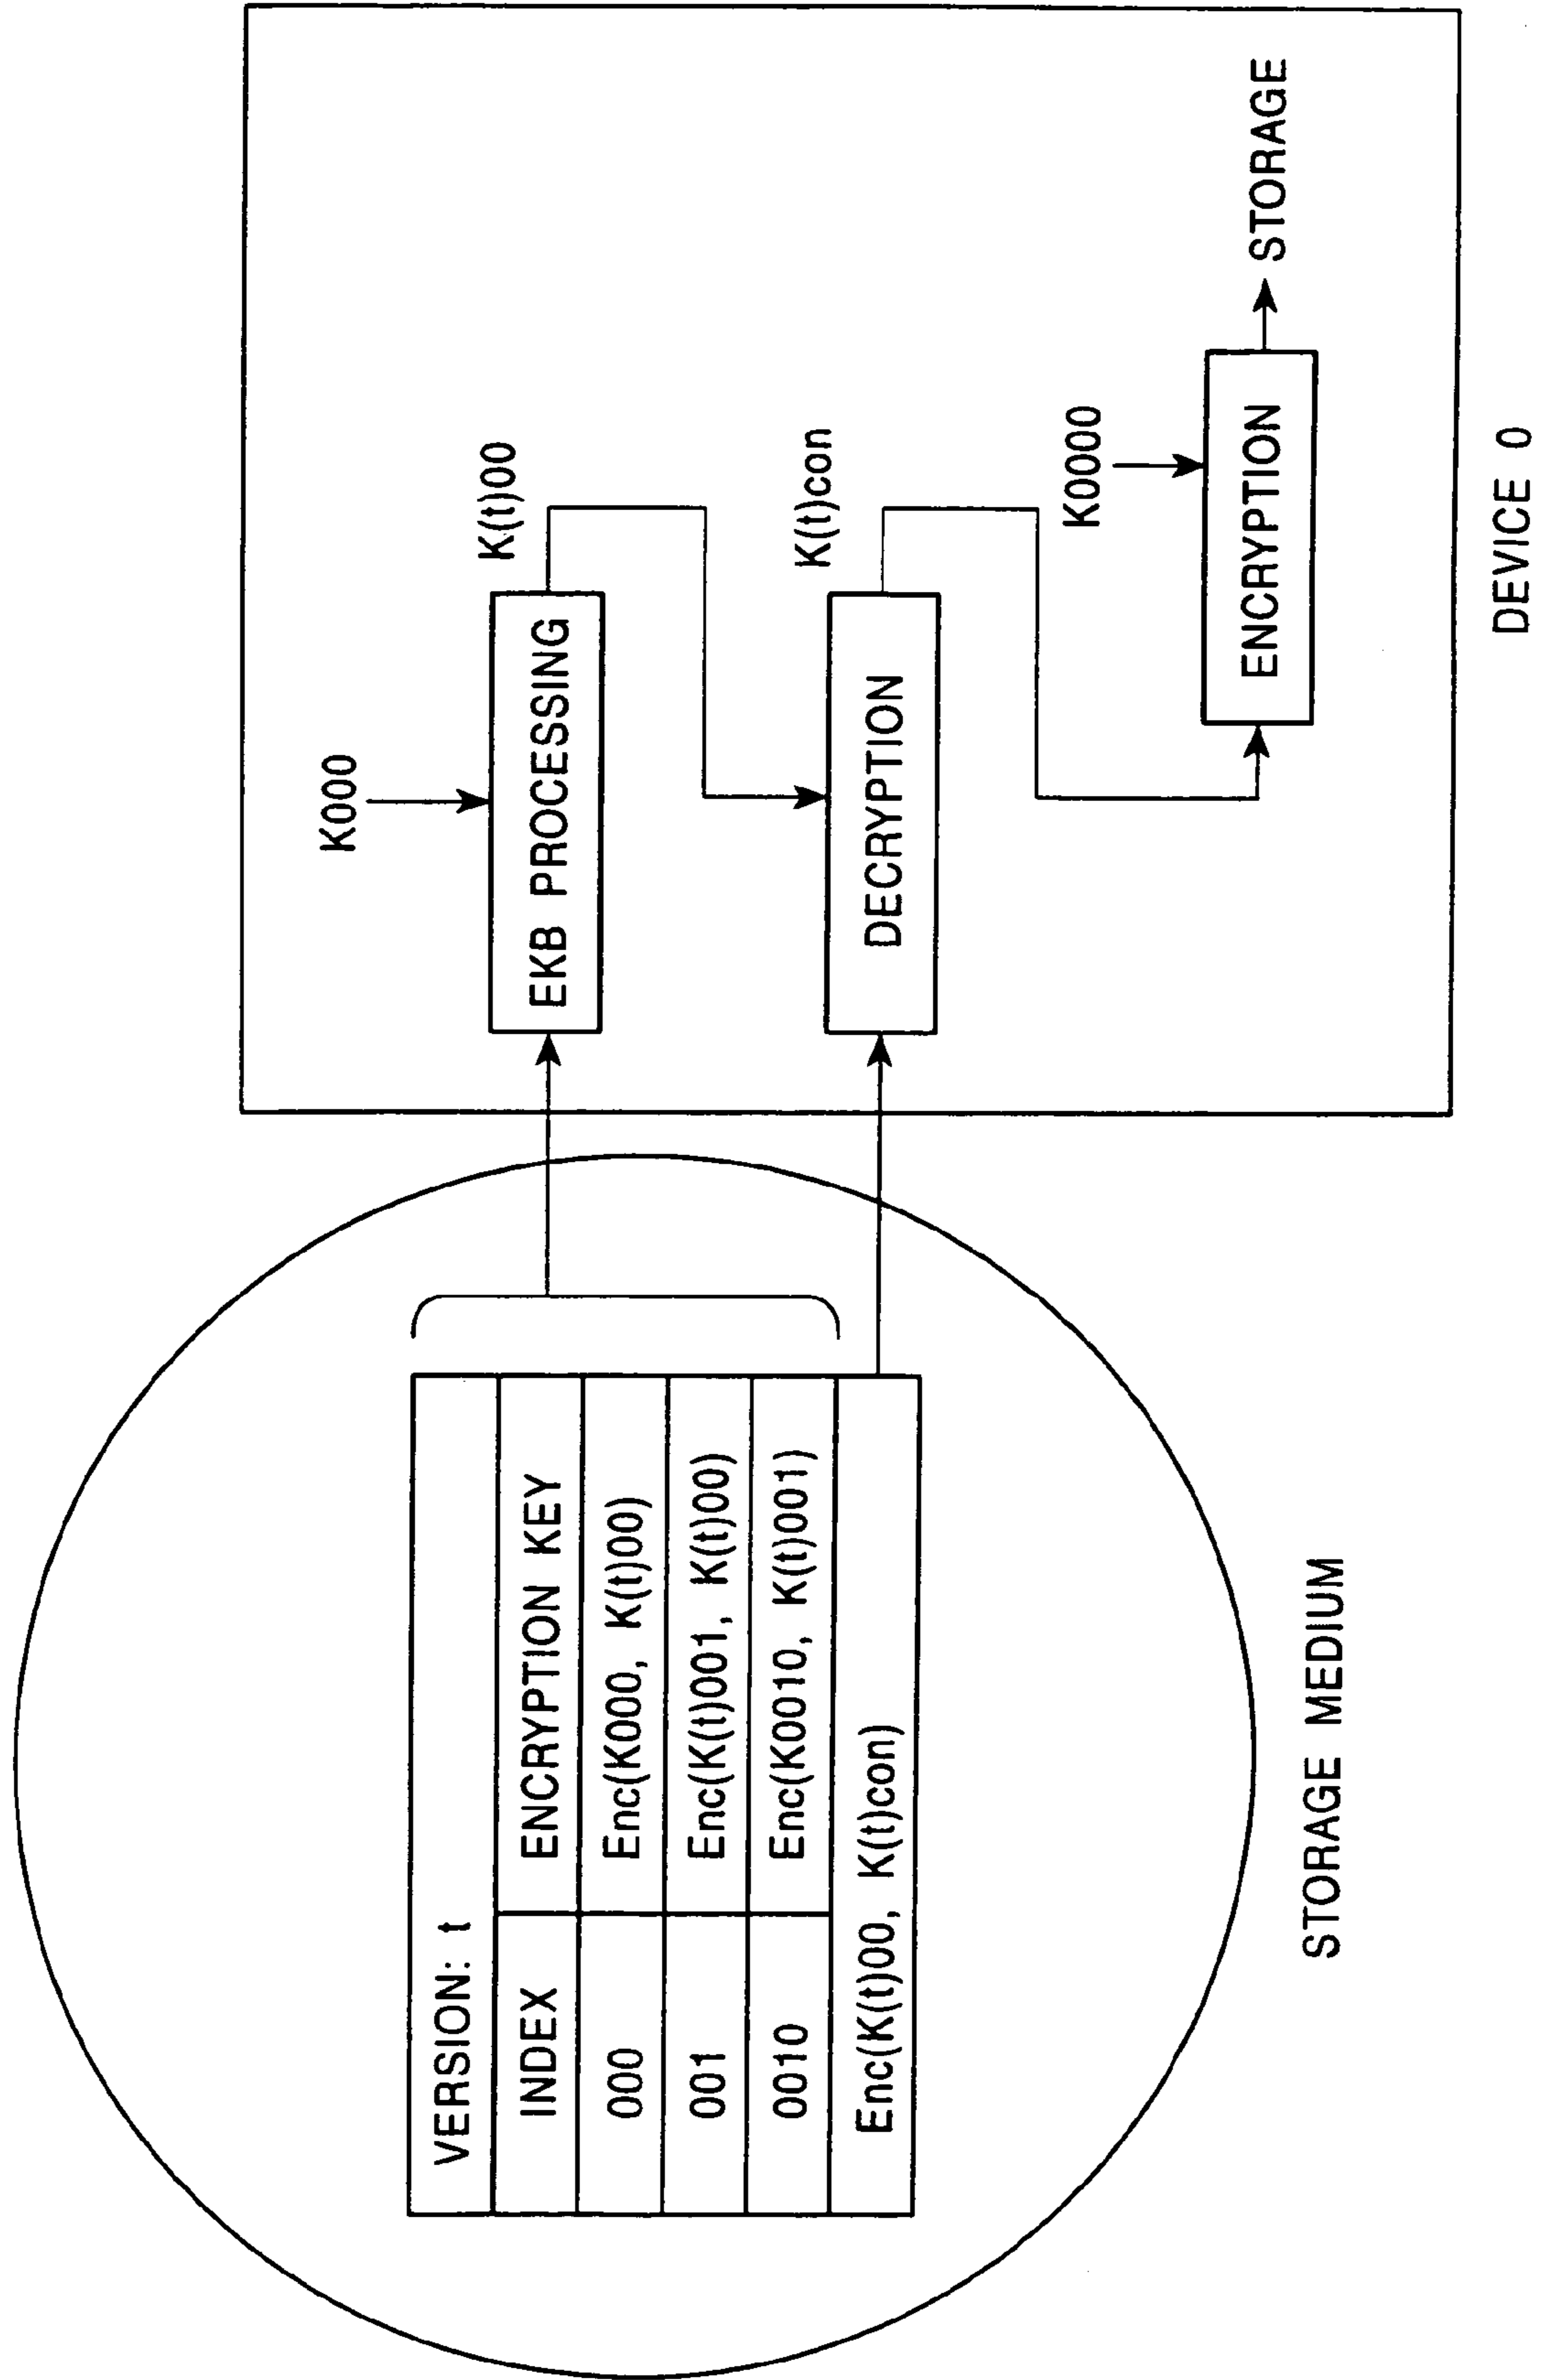 VERSION: t
INDEX ENCRYPTION KEY
000 Enc(K000, K(t)00)
001 Enc(K(t)001, K(t)00)
0010 Enc(K0010, K(t)001)
Enc(K(t)00, K(t)con)
STORAGE MEDIUM
K000
EKB PROCESSING
K(t)00
DECRYPTION
K(t)con
K0000
ENCRYPTION
STORAGE
DEVICE 0